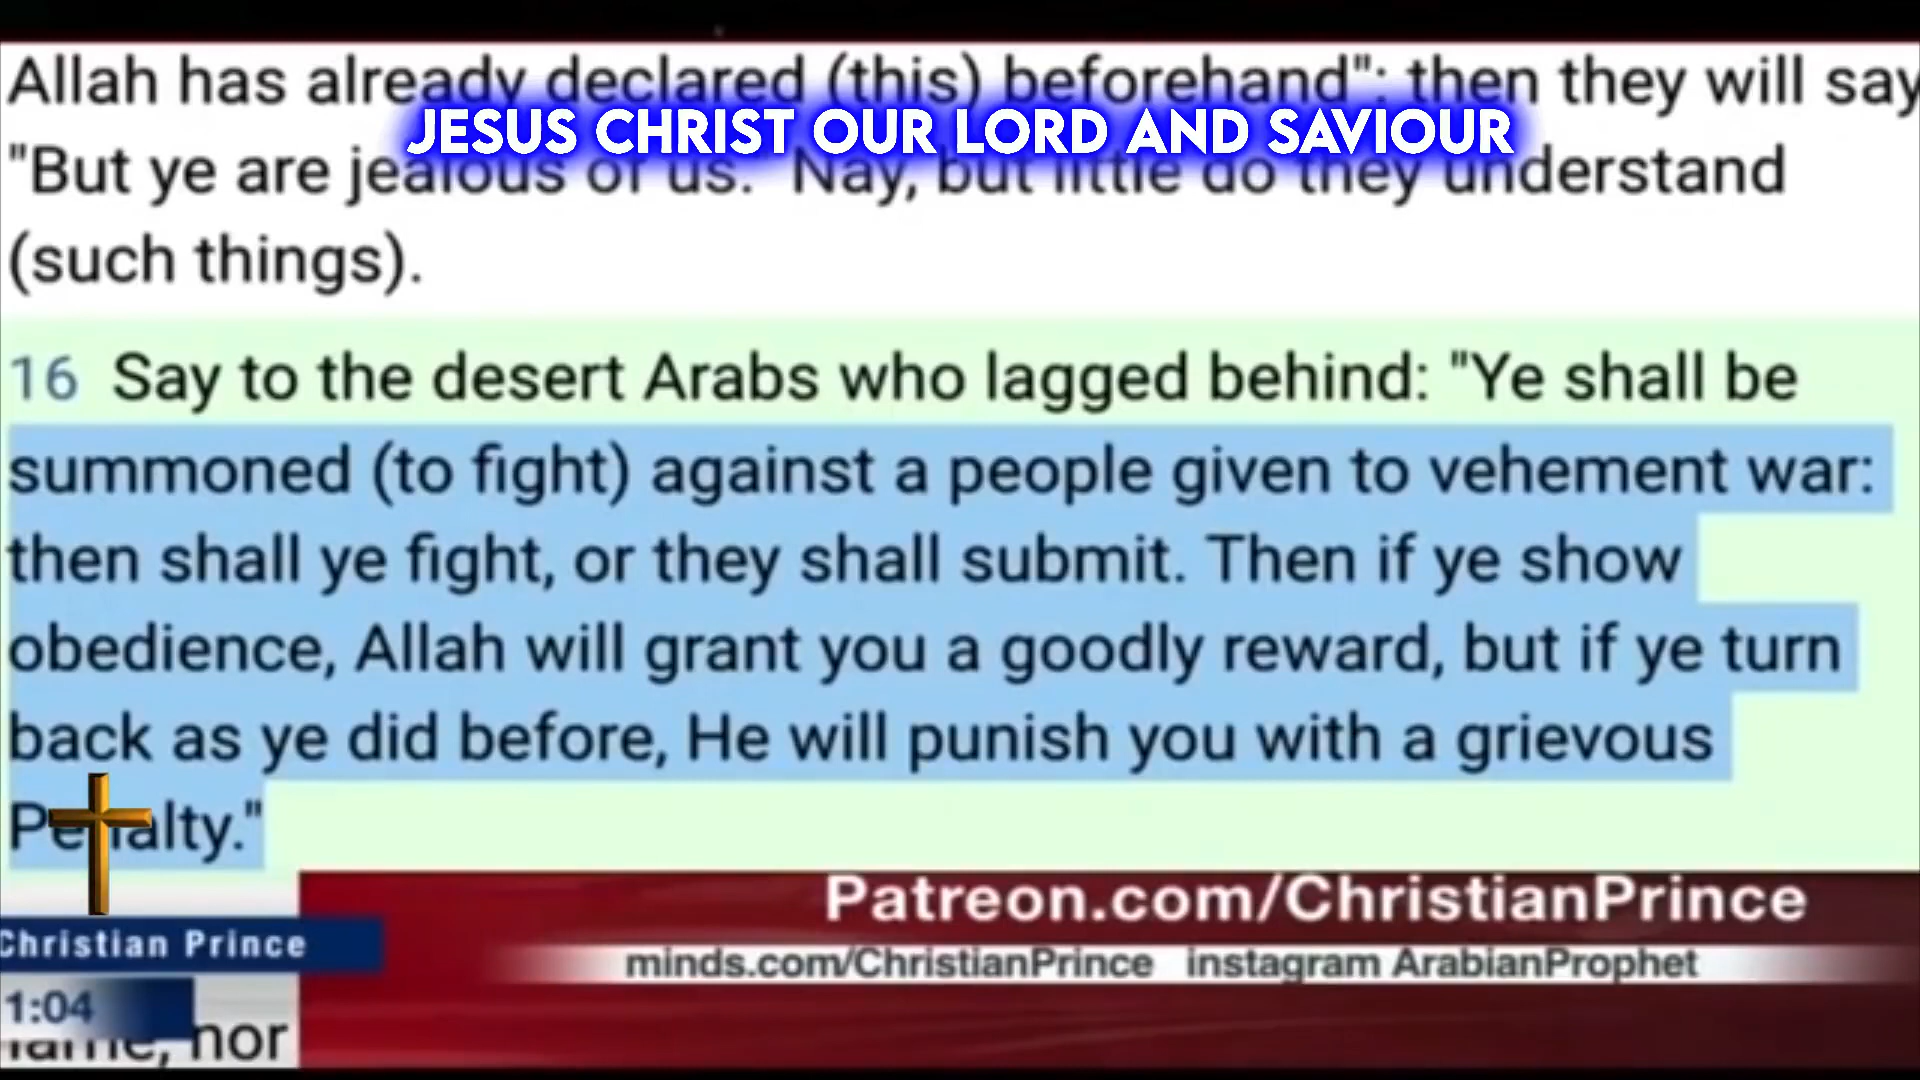 Allah has already declared (this) beforehand": then they will say
JESUS CHRIST OUR LORD AND SAVIOUR
"But ye are jealous of us." Nay, but little do they understand
(such things).
16 Say to the desert Arabs who lagged behind: "Ye shall be
summoned (to fight) against a people given to vehement war:
then shall ye fight, or they shall submit. Then if ye show
obedience, Allah will grant you a goodly reward, but if ye turn
back as ye did before, He will punish you with a grievous
Penalty."
Patreon.com/ChristianPrince
Christian Prince
minds.com/ChristianPrince instagram ArabianProphet
1:04
nor